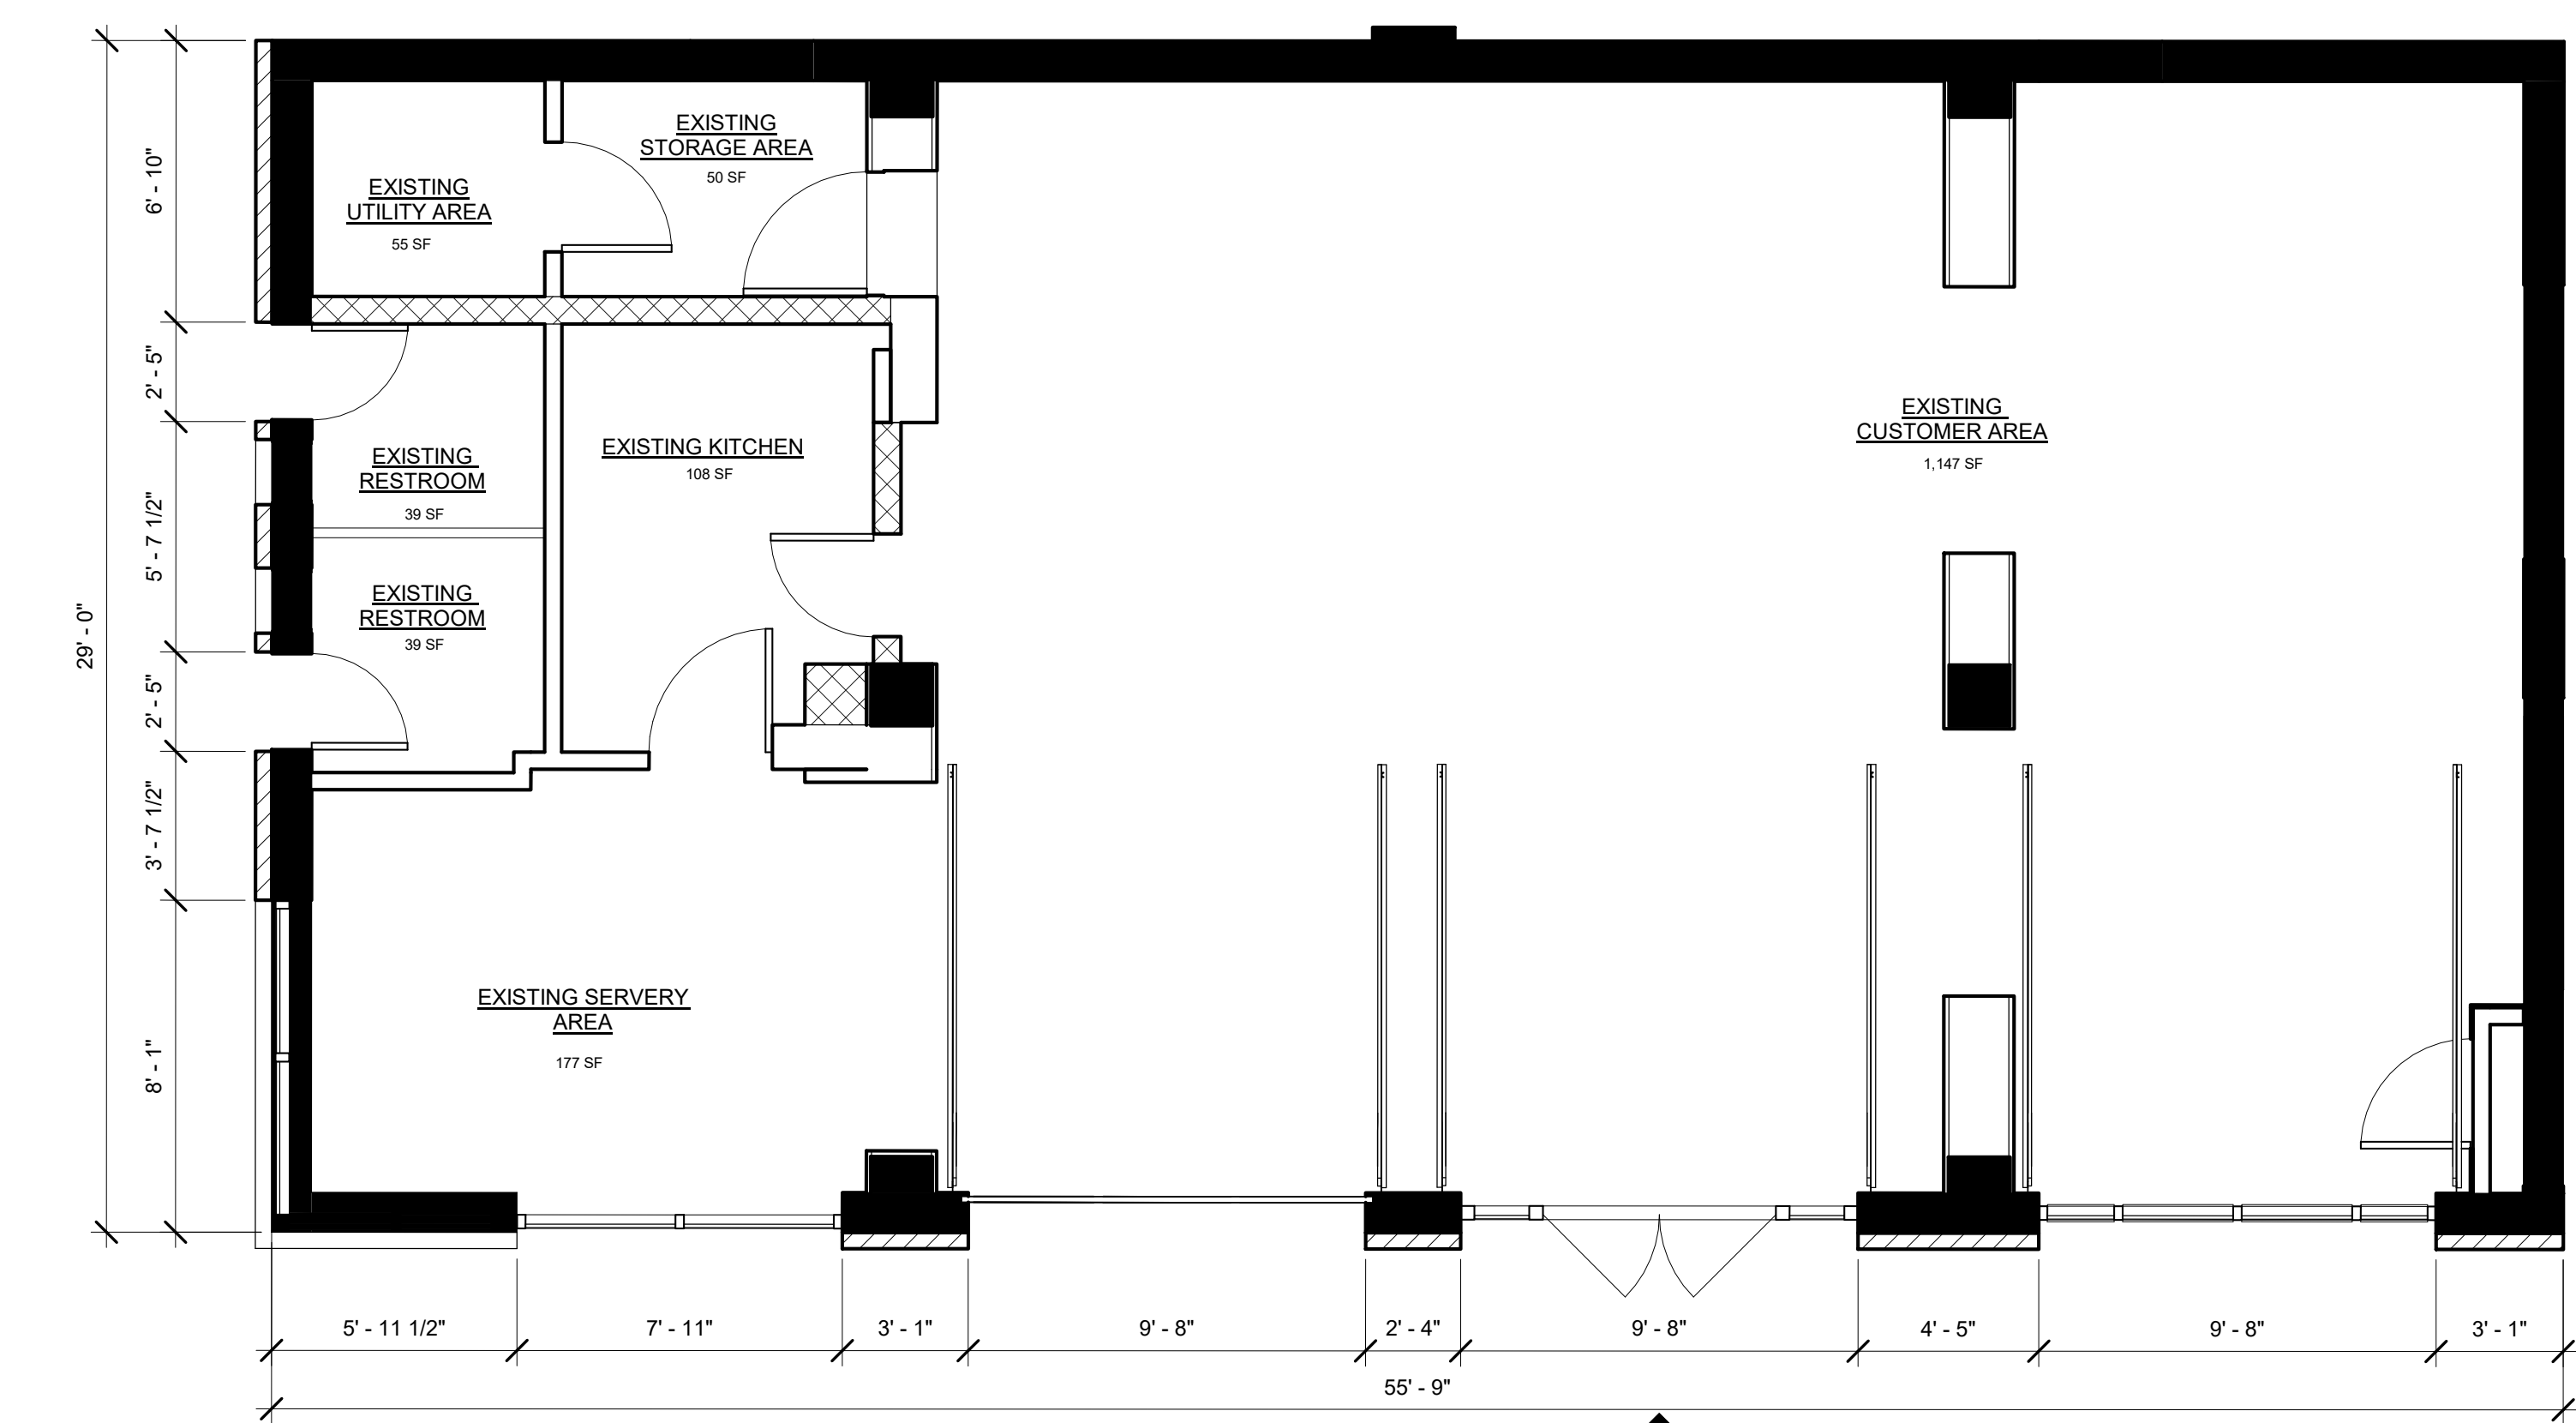 EXISTING
STORAGE AREA
50 SF
EXISTING
UTILITY AREA
55 SF
EXISTING
CUSTOMER AREA
1,147 SF
EXISTING KITCHEN
108 SF
EXISTING
RESTROOM
39 SF
EXISTING
RESTROOM
39 SF
EXISTING SERVERY
AREA
177 SF
29' - 0"
6' - 10"
2' - 5"
5' - 7 1/2"
2' - 5"
3' - 7 1/2"
8' - 1"
5' - 11 1/2"
7' - 11"
3' - 1"
9' - 8"
2' - 4"
9' - 8"
4' - 5"
9' - 8"
3' - 1"
55' - 9"